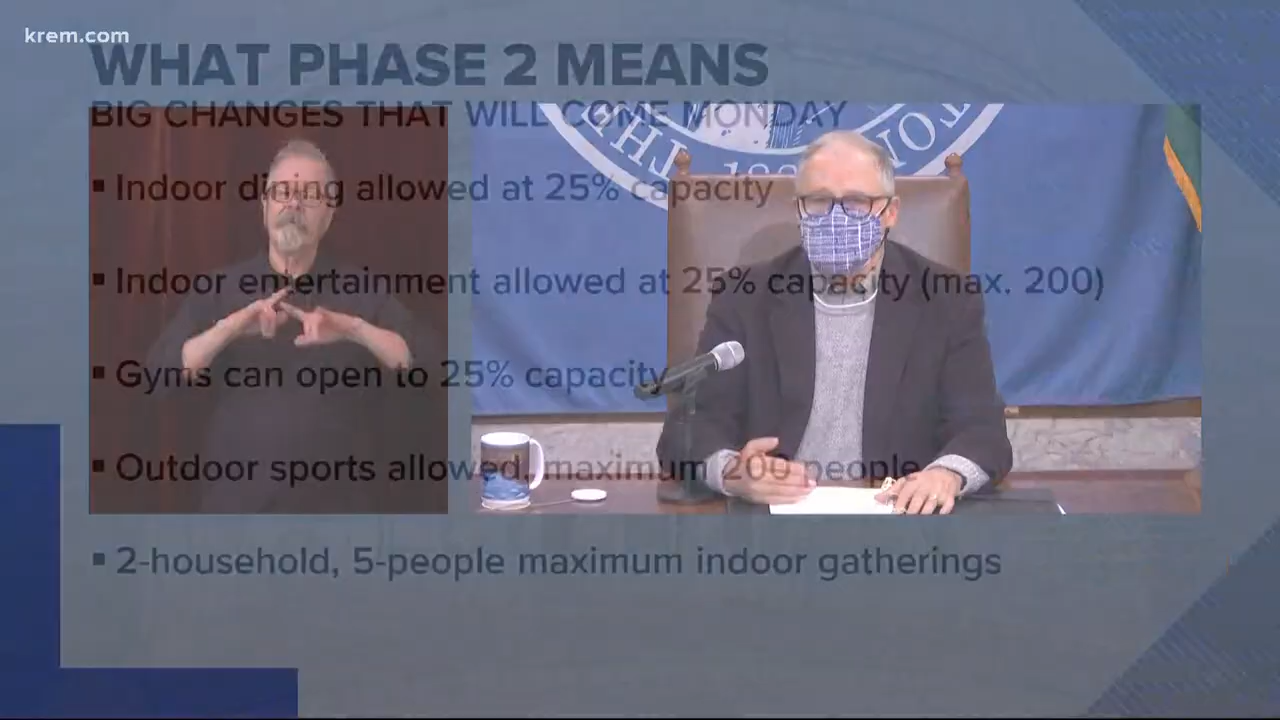 krem.com
WHAT PHASE 2 MEANS
BIG CHANGES THAT WILL COME MONDAY
THE
TON
▪ Indoor dining allowed at 25% capacity
▪ Indoor entertainment allowed at 25% capacity (max. 200)
▪ Gyms can open to 25% capacity
▪ Outdoor sports allowed, maximum 200 people
▪ 2-household, 5-people maximum indoor gatherings